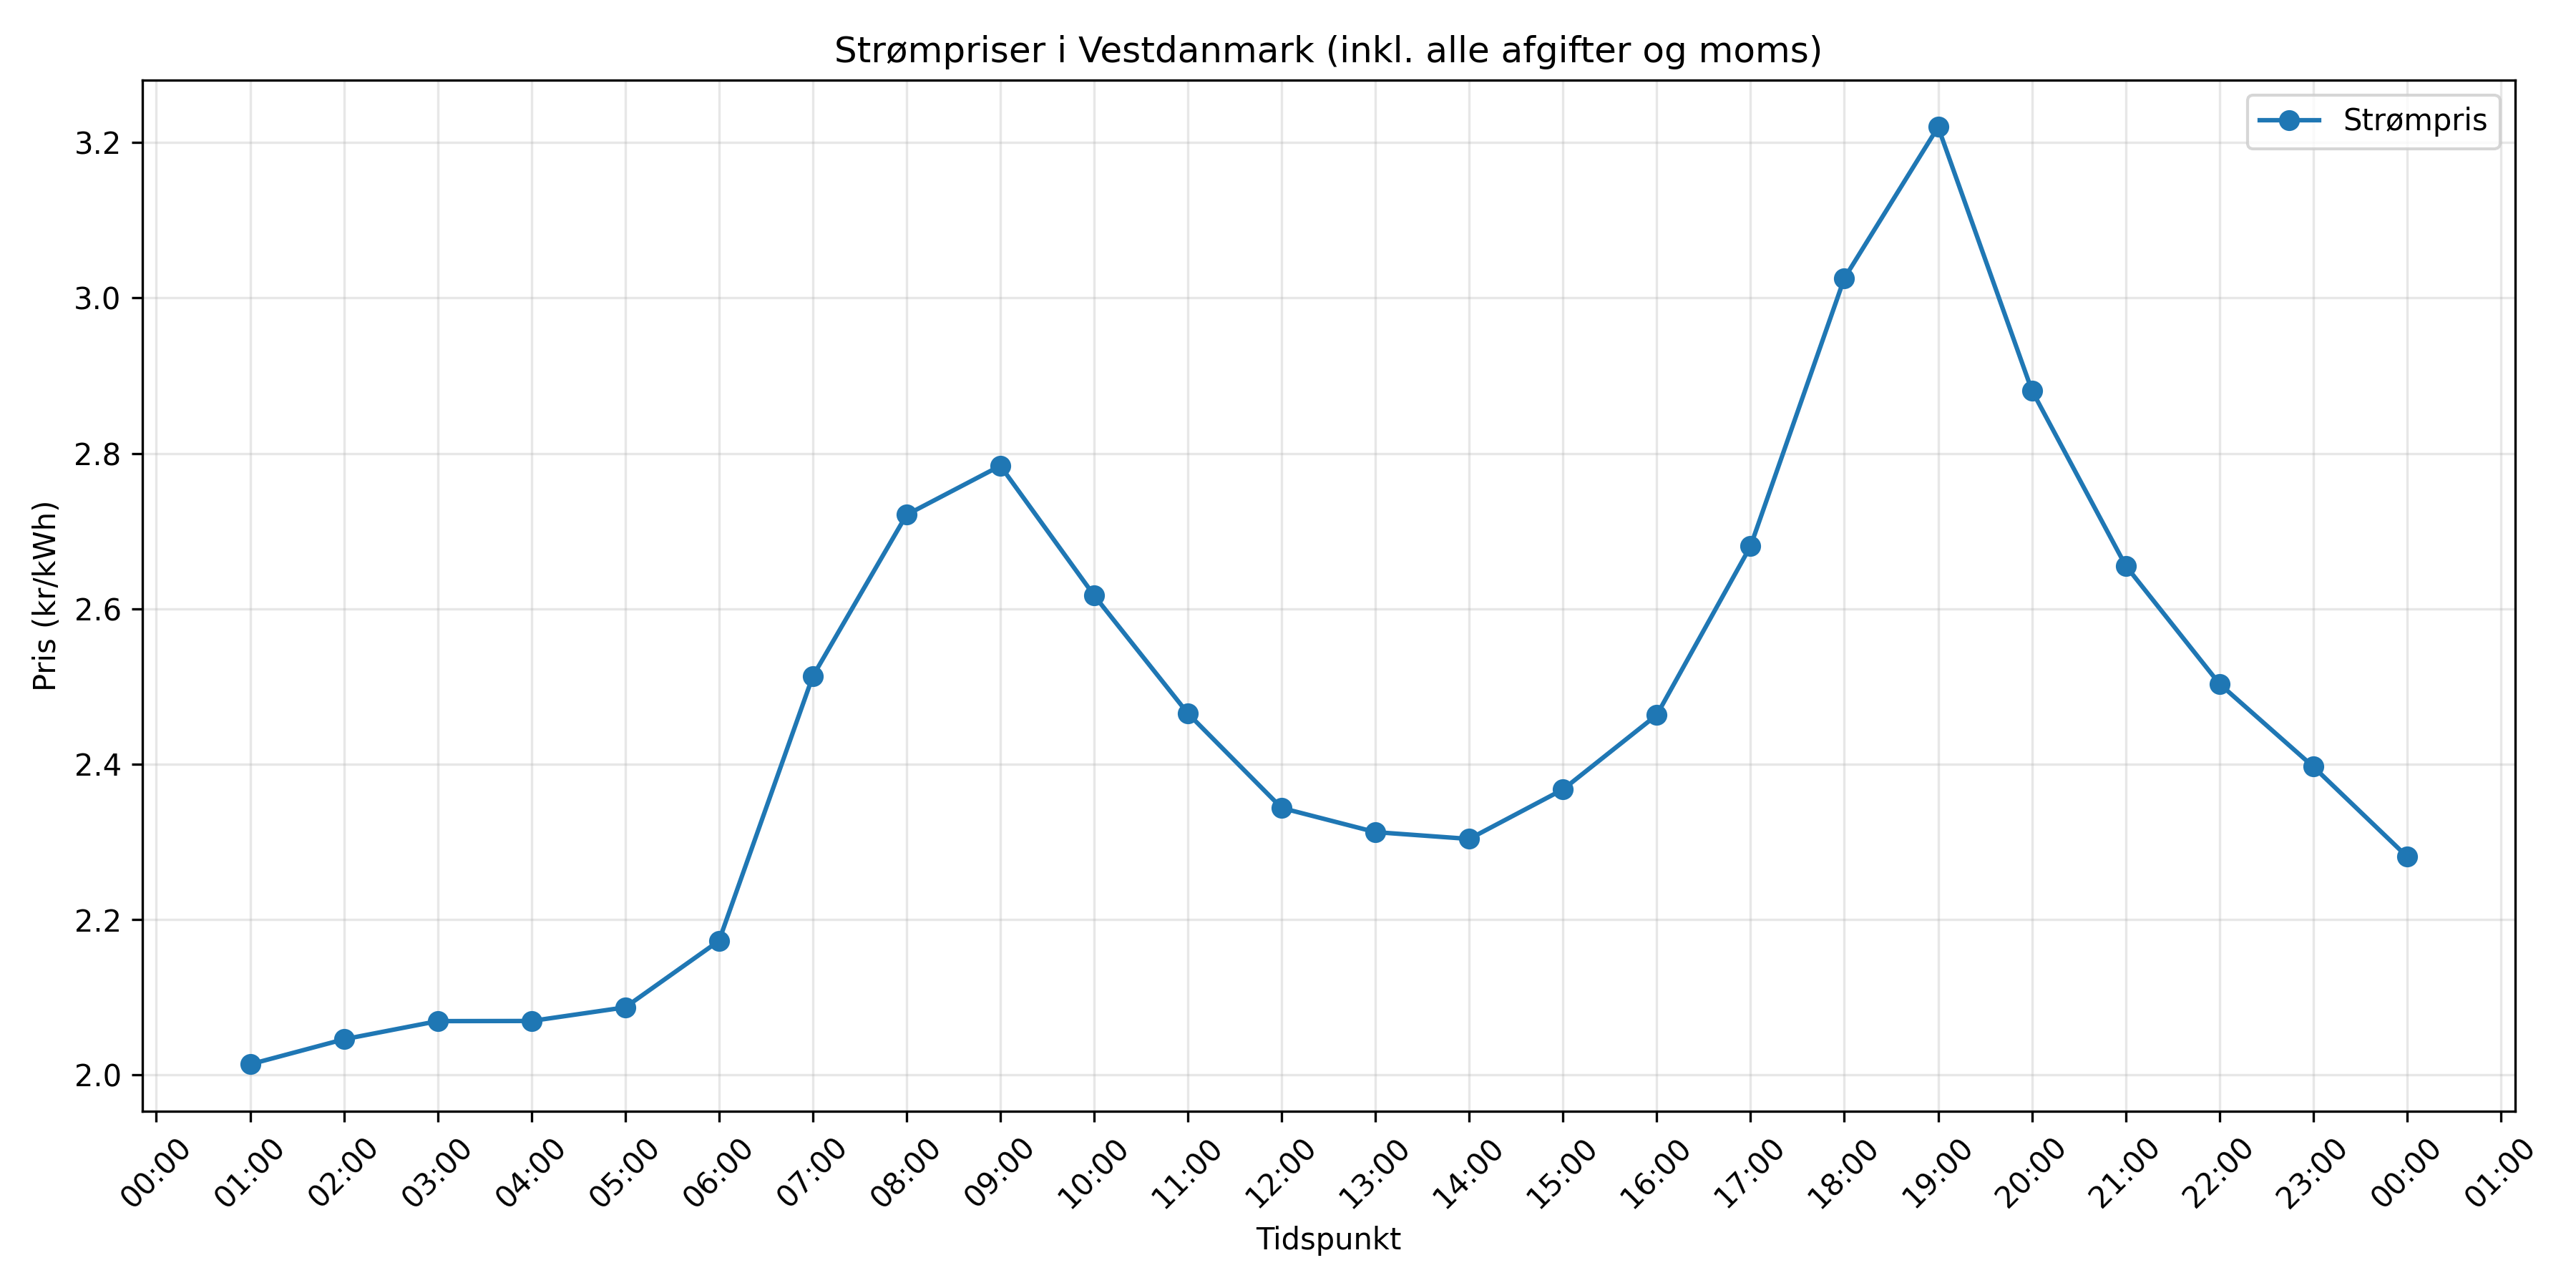 Strømpriser i Vestdanmark (inkl. alle afgifter og moms)
Strømpris
3.2
3.0
2.8
2.6
2.4
2.2
2.0
Pris (kr/kWh)
00:00 01:00 02:00 03:00 04:00 05:00 06:00 07:00 08:00 09:00 10:00 11:00 12:00 13:00 14:00 15:00 16:00 17:00 18:00 19:00 20:00 21:00 22:00 23:00 00:00 01:00
Tidspunkt